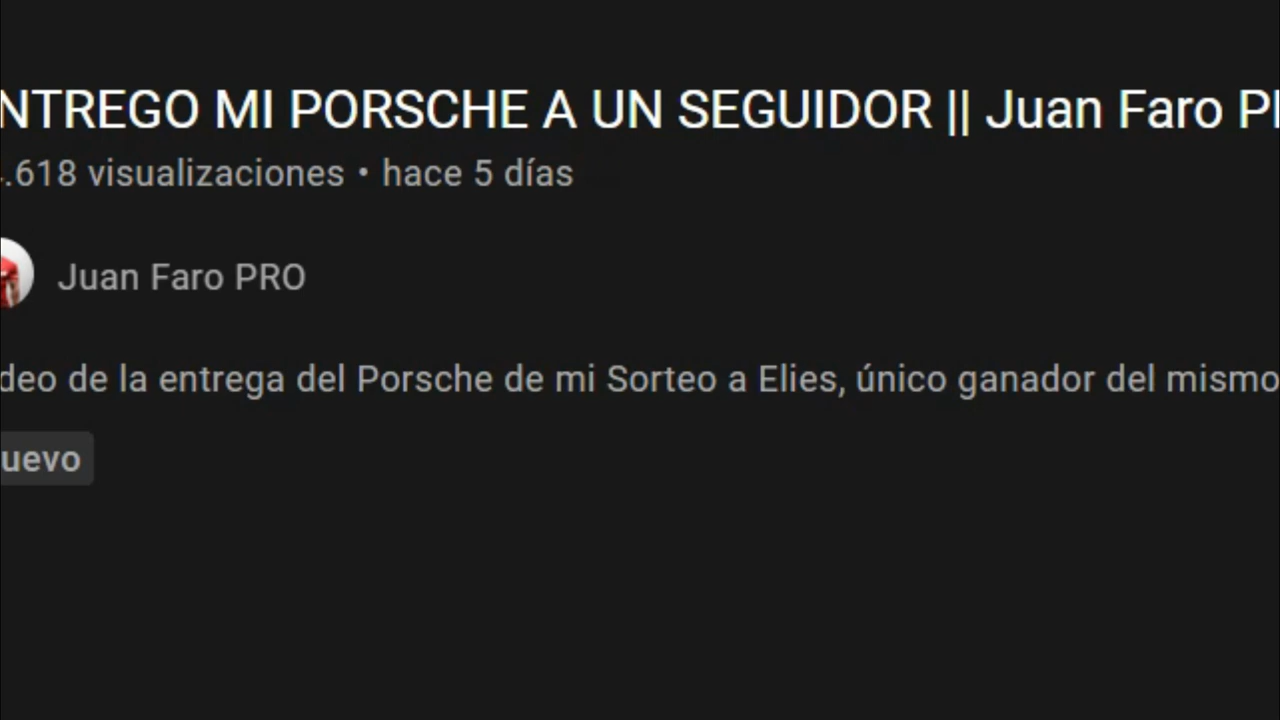 NTREGO MI PORSCHE A UN SEGUIDOR || Juan Faro P
.618 visualizaciones • hace 5 días
Juan Faro PRO
deo de la entrega del Porsche de mi Sorteo a Elies, único ganador del mismo
uevo